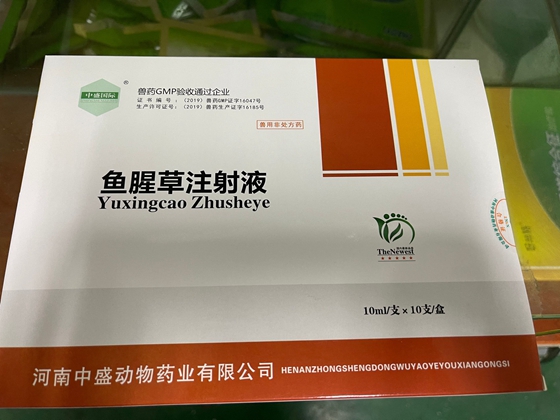 中盛国际
®
兽药GMP验收通过企业
证书编号：（2019）兽药GMP证字16047号
生产许可证号：（2019）兽药生产证字16185号
兽用非处方药
鱼腥草注射液
Yuxingcao Zhusheye
TheNewest
10ml/支×10支/盒
河南中盛动物药业有限公司
HENANZHONGSHENGDONGWUYAOYEYOUXIANGONGSI